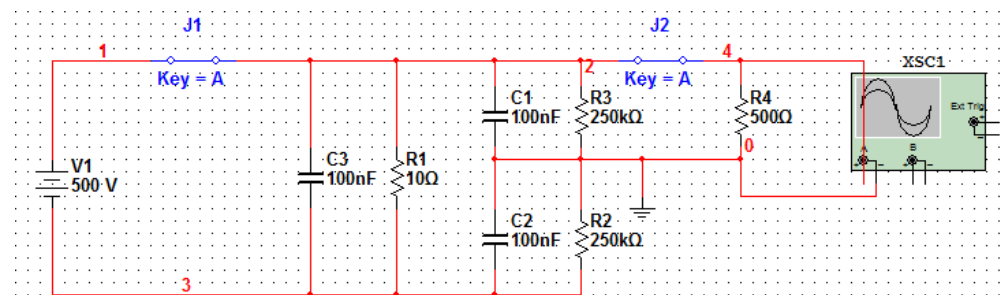 J1
J2
1
2
4
XSC1
Key = A
Key = A
Ext Trig
C1
100nF
R3
250kΩ
R4
500Ω
0
A
B
V1
500 V
C3
100nF
R1
10Ω
C2
100nF
R2
250kΩ
3